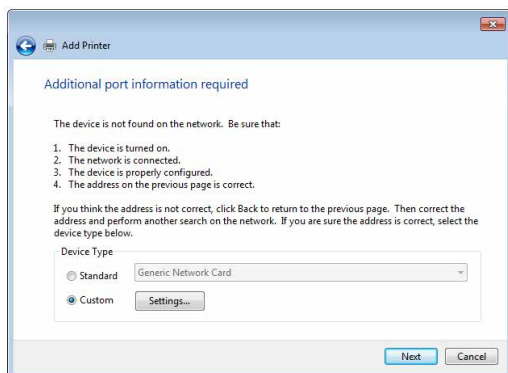 Add Printer
Additional port information required
The device is not found on the network.  Be sure that:
1.  The device is turned on.
2.  The network is connected.
3.  The device is properly configured.
4.  The address on the previous page is correct.
If you think the address is not correct, click Back to return to the previous page.  Then correct the
address and perform another search on the network.  If you are sure the address is correct, select the
device type below.
Device Type
Standard
Generic Network Card
Custom
Settings...
Next
Cancel